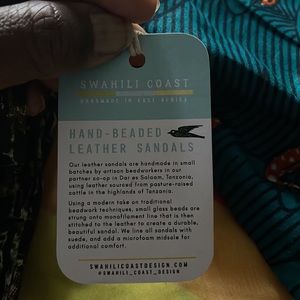 SWAHILI COAST
HANDMADE IN EAST AFRICA
HAND-BEADED
LEATHER SANDALS
Our leather sandals are handmade in small
batches by artisan beadworkers in our
partner co-op in Dar es Salaam, Tanzania,
using leather sourced from pasture-raised
cattle in the highlands of Tanzania.
Using a modern take on traditional
beadwork techniques, small glass beads are
strung onto monofilament line that is then
stitched to the leather to create a durable,
beautiful sandal. We line all sandals with
suede, and add a microfoam midsole for
additional comfort.
SWAHILICOASTDESIGN.COM
@SWAHILI_COAST_DESIGN